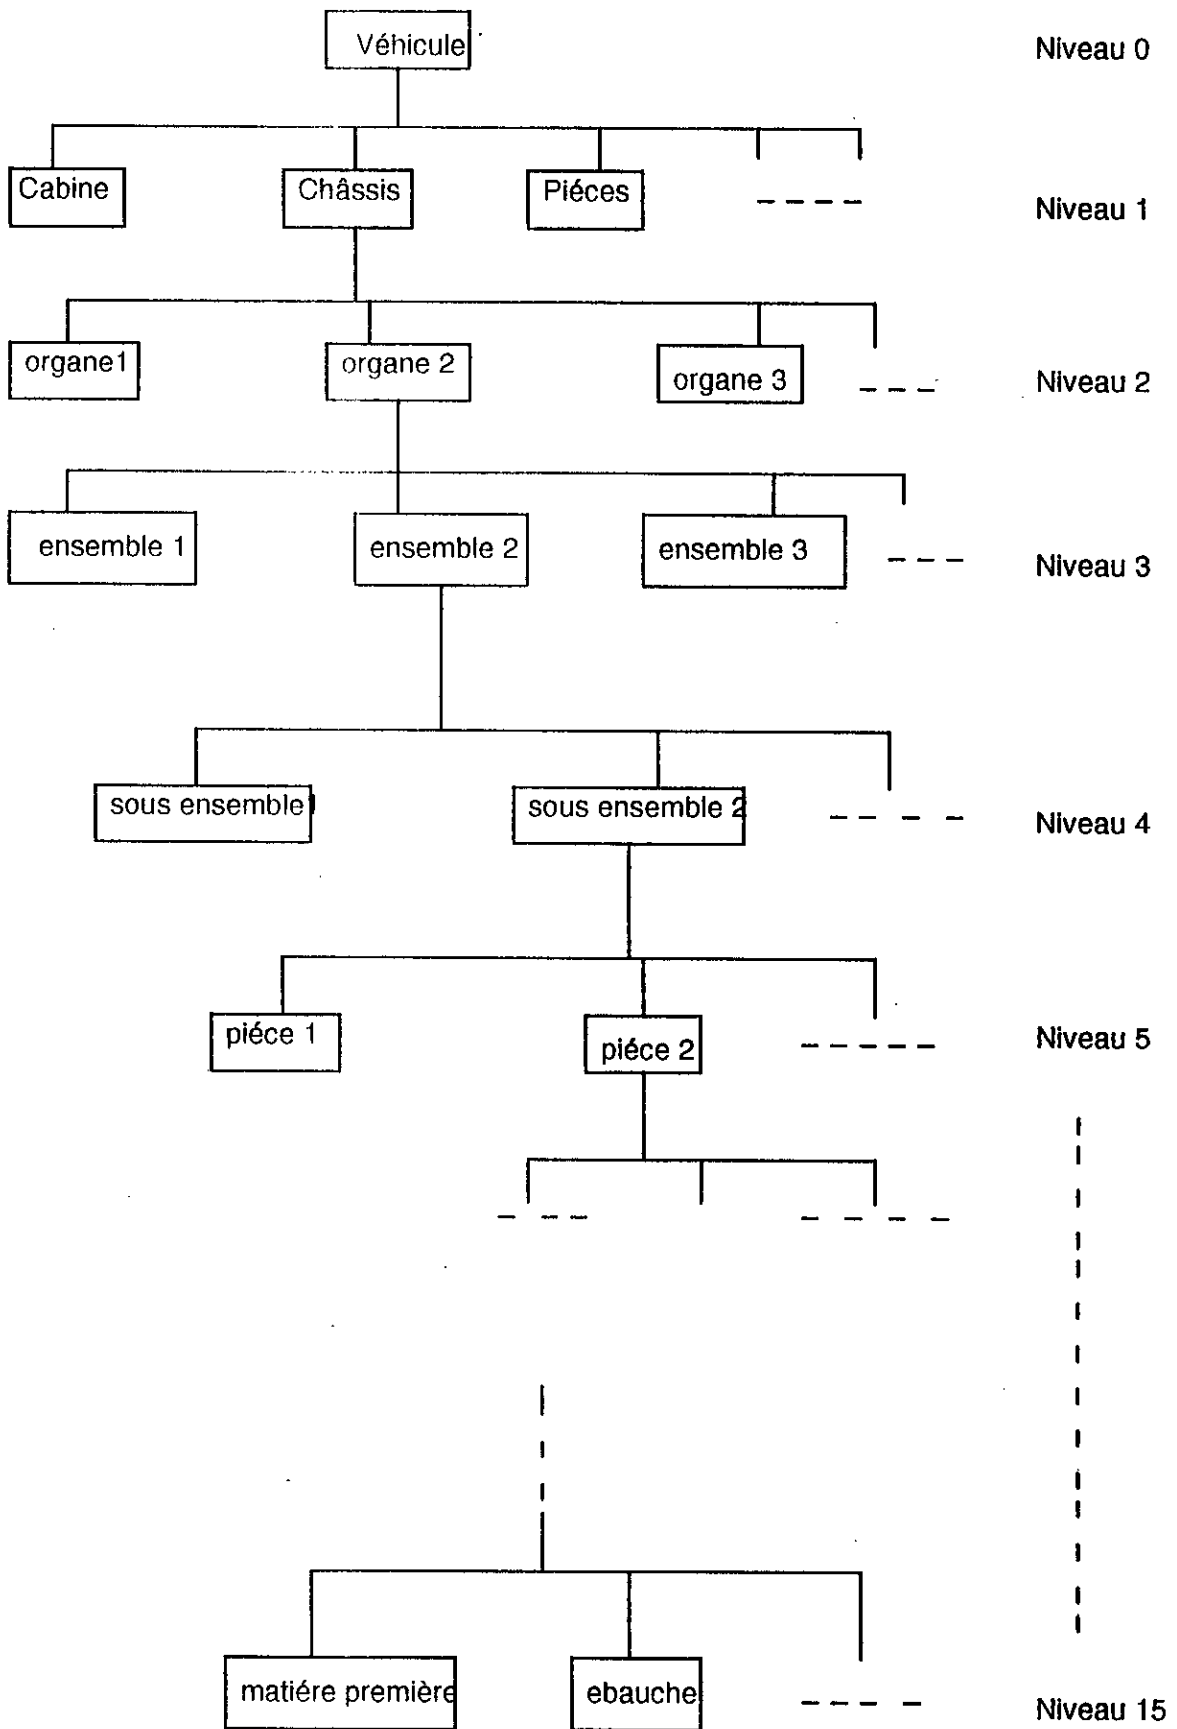 Véhicule
Niveau 0
Cabine
Châssis
Piéces
Niveau 1
organe1
organe 2
organe 3
Niveau 2
ensemble 1
ensemble 2
ensemble 3
Niveau 3
sous ensemble 1
sous ensemble 2
Niveau 4
piéce 1
piéce 2
Niveau 5
matiére première
ebauche
Niveau 15